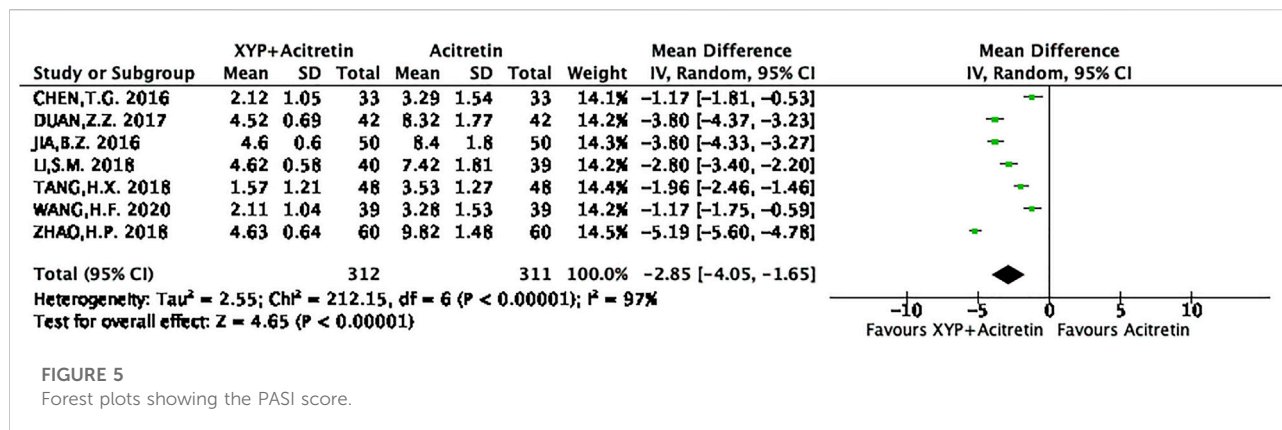 XYP+Acitretin Acitretin Mean Difference Mean Difference
Study or Subgroup Mean SD Total Mean SD Total Weight IV, Random, 95% CI IV, Random, 95% CI
CHEN,T.G. 2016 2.12 1.05 33 3.29 1.54 33 14.1% −1.17 [−1.81, −0.53]
DUAN,Z.Z. 2017 4.52 0.69 42 8.32 1.77 42 14.2% −3.80 [−4.37, −3.23]
JIA,B.Z. 2016 4.6 0.6 50 8.4 1.8 50 14.3% −3.80 [−4.33, −3.27]
LI,S.M. 2018 4.62 0.58 40 7.42 1.81 39 14.2% −2.80 [−3.40, −2.20]
TANG,H.X. 2018 1.57 1.21 48 3.53 1.27 48 14.4% −1.96 [−2.46, −1.46]
WANG,H.F. 2020 2.11 1.04 39 3.28 1.53 39 14.2% −1.17 [−1.75, −0.59]
ZHAO,H.P. 2018 4.63 0.64 60 9.82 1.48 60 14.5% −5.19 [−5.60, −4.78]
Total (95% CI) 312 311 100.0% −2.85 [−4.05, −1.65]
Heterogeneity: Tau² = 2.55; Chi² = 212.15, df = 6 (P < 0.00001); I² = 97%
Test for overall effect: Z = 4.65 (P < 0.00001)
−10 −5 0 5 10
Favours XYP+Acitretin Favours Acitretin
FIGURE 5
Forest plots showing the PASI score.